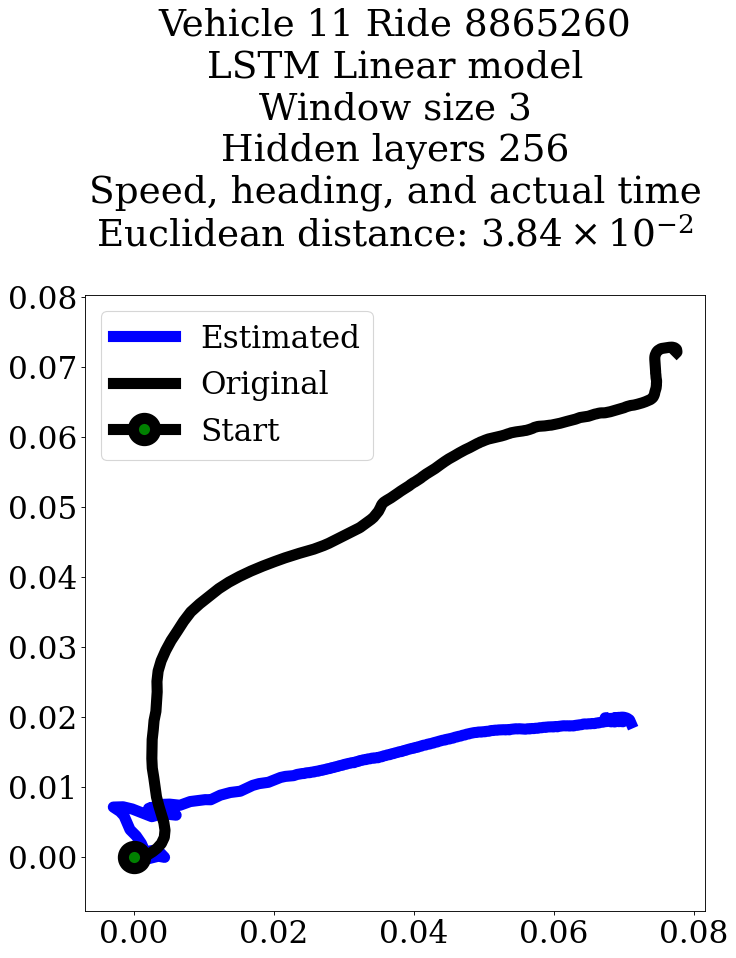 Vehicle 11 Ride 8865260
LSTM Linear model
Window size 3
Hidden layers 256
Speed, heading, and actual time
Euclidean distance: 3.84 × 10⁻²
0.08
0.07
0.06
0.05
0.04
0.03
0.02
0.01
0.00
Estimated
Original
Start
0.00 0.02 0.04 0.06 0.08